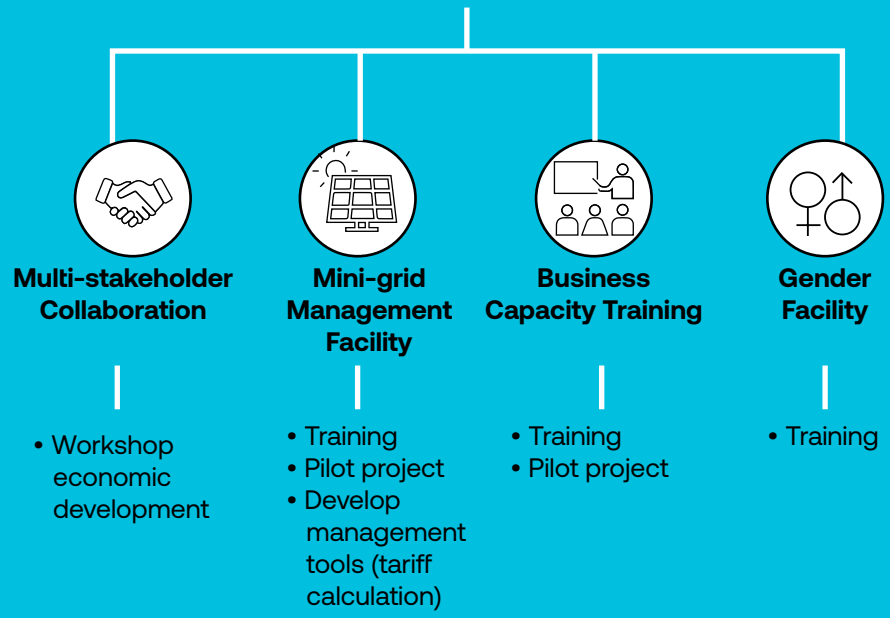 Multi-stakeholder
Collaboration
Mini-grid
Management
Facility
Business
Capacity Training
Gender
Facility
• Workshop
economic
development
• Training
• Pilot project
• Develop
management
tools (tariff
calculation)
• Training
• Pilot project
• Training